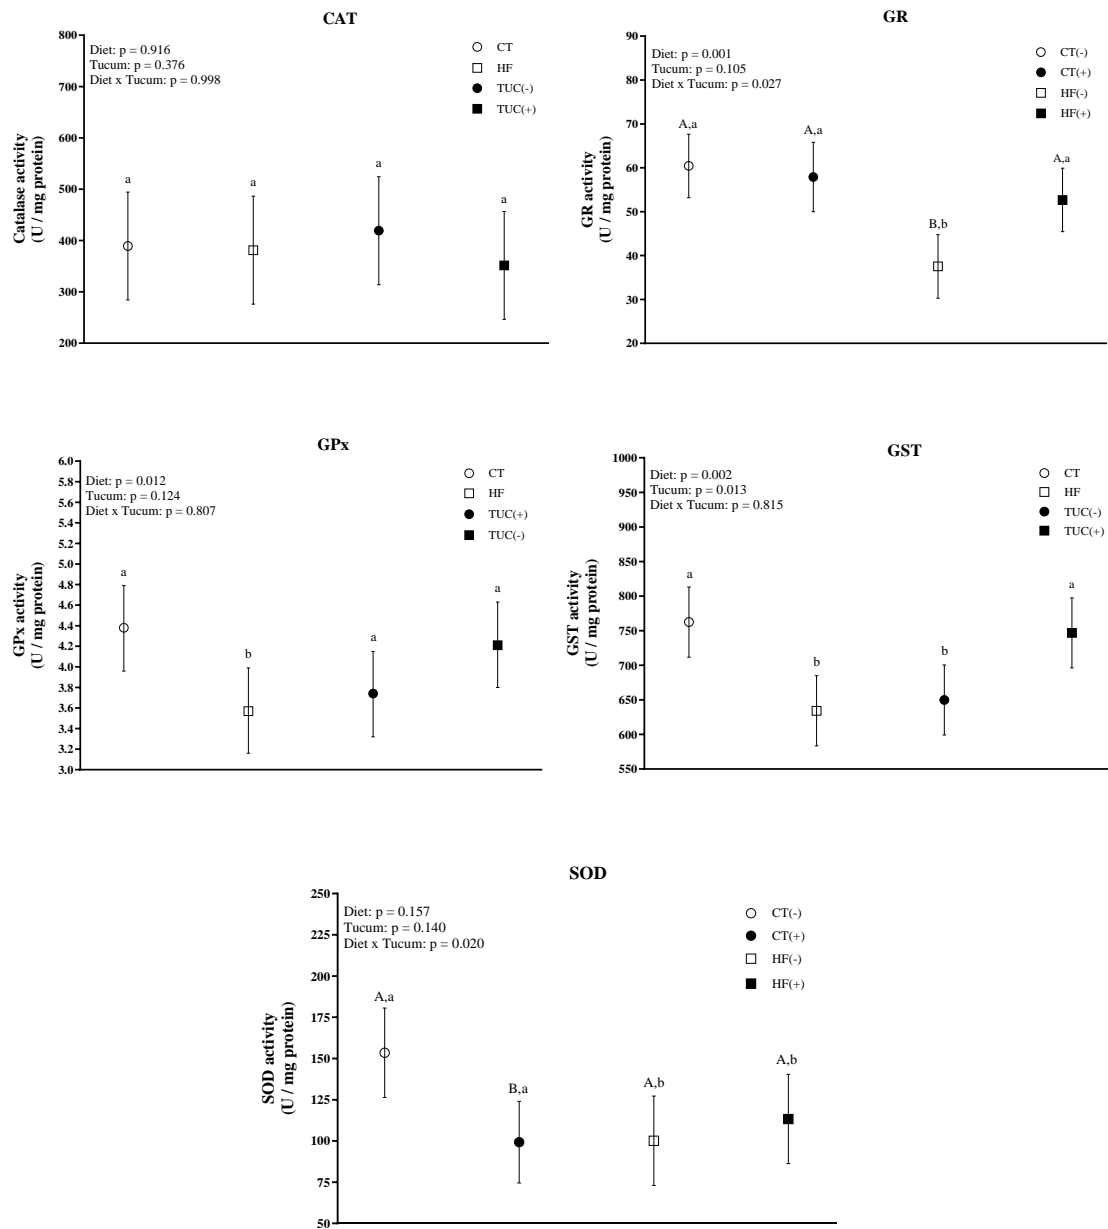 CAT
Diet: p = 0.916
Tucum: p = 0.376
Diet x Tucum: p = 0.998
CT
HF
TUC(-)
TUC(+)
Catalase activity
(U / mg protein)
800
700
600
500
400
300
200
a
a
a
a
GR
Diet: p = 0.001
Tucum: p = 0.105
Diet x Tucum: p = 0.027
CT(-)
CT(+)
HF(-)
HF(+)
GR activity
(U / mg protein)
90
80
70
60
50
40
30
20
A,a
A,a
B,b
A,a
GPx
Diet: p = 0.012
Tucum: p = 0.124
Diet x Tucum: p = 0.807
CT
HF
TUC(+)
TUC(-)
GPx activity
(U / mg protein)
6.0
5.8
5.6
5.4
5.2
5.0
4.8
4.6
4.4
4.2
4.0
3.8
3.6
3.4
3.2
3.0
a
b
a
a
GST
Diet: p = 0.002
Tucum: p = 0.013
Diet x Tucum: p = 0.815
CT
HF
TUC(-)
TUC(+)
GST activity
(U / mg protein)
1000
950
900
850
800
750
700
650
600
550
a
b
b
a
SOD
Diet: p = 0.157
Tucum: p = 0.140
Diet x Tucum: p = 0.020
CT(-)
CT(+)
HF(-)
HF(+)
SOD activity
(U / mg protein)
250
225
200
175
150
125
100
75
50
A,a
B,a
A,b
A,b